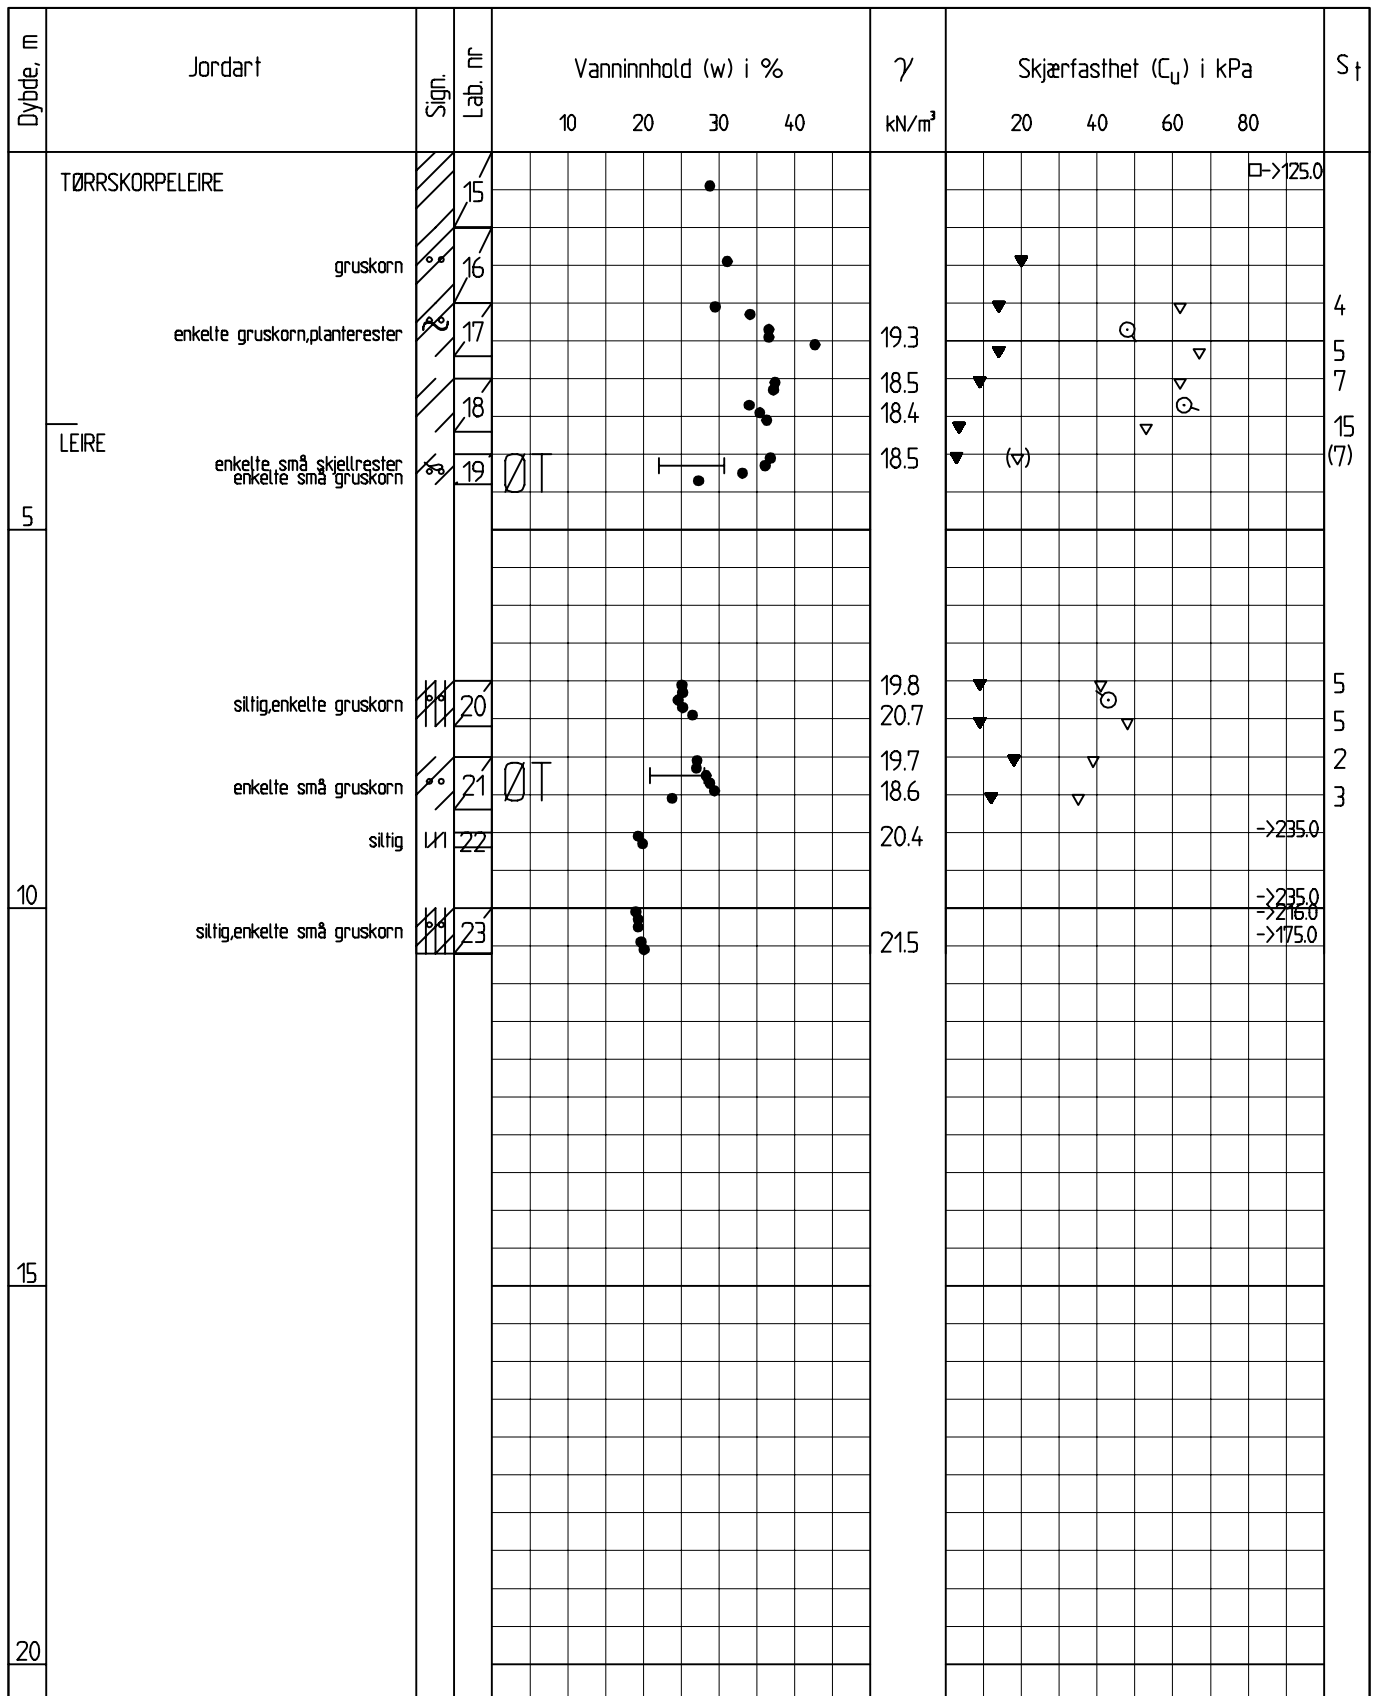 Dybde, m
Jordart
Sign.
Lab. nr
Vanninnhold (w) i %
10 20 30 40
γ
kN/m³
Skjærfasthet (Cu) i kPa
20 40 60 80
St
TØRRSKORPELEIRE
15
->125.0
gruskorn
16
4
enkelte gruskorn,planterester
17
19.3
5
18.5
7
18
18.4
15
LEIRE
enkelte små skjellrester
enkelte små gruskorn
19
ØT
18.5
( )
(7)
5
19.8
5
siltig,enkelte gruskorn
20
20.7
5
19.7
2
enkelte små gruskorn
21
ØT
18.6
3
->235.0
siltig
22
20.4
10
->235.0
->216.0
siltig,enkelte små gruskorn
23
->175.0
21.5
15
20